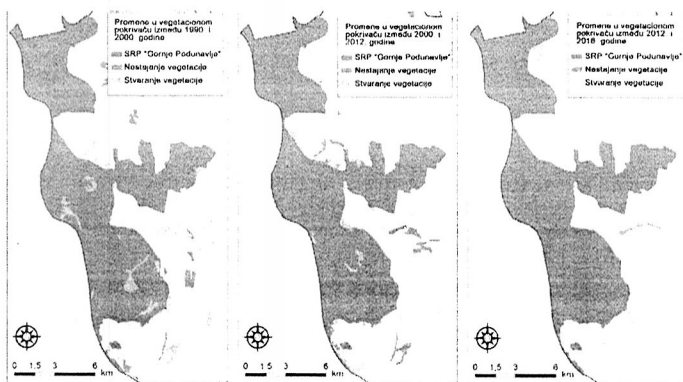 Promene u vegetacionom
pokrivaču između 1990 i
2000 godine
SRP "Gornje Podunavlje"
Nestajanje vegetacije
Stvaranje vegetacije
0 1,5 3 6
km
Promene u vegetacionom
pokrivaču između 2000 i
2012. godine
SRP "Gornje Podunavlje"
Nestajanje vegetacije
Stvaranje vegetacije
0 1,5 3 6
km
Promene u vegetacionom
pokrivaču između 2012 i
2018 godine
SRP "Gornje Podunavlje"
Nestajanje vegetacije
Stvaranje vegetacije
0 1,5 3 6
km